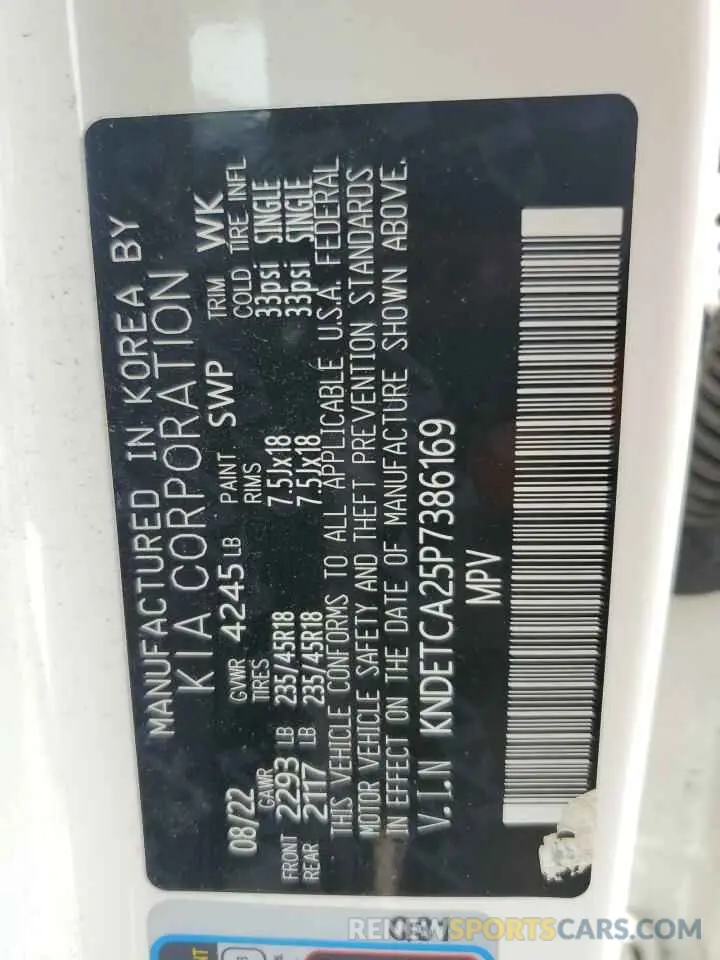 MANUFACTURED IN KOREA BY
KIA CORPORATION
08/22 GVWR 4245 LB PAINT SWP TRIM WK
GAWR TIRES RIMS COLD TIRE INFL
FRONT 2293 LB 235/45R18 7.5Jx18 33psi SINGLE
REAR 2117 LB 235/45R18 7.5Jx18 33psi SINGLE
THIS VEHICLE CONFORMS TO ALL APPLICABLE U.S.A. FEDERAL
MOTOR VEHICLE SAFETY AND THEFT PREVENTION STANDARDS
IN EFFECT ON THE DATE OF MANUFACTURE SHOWN ABOVE.
V.I.N KNDETCA25P7386169
MPV
RENEWSPORTSCARS.COM